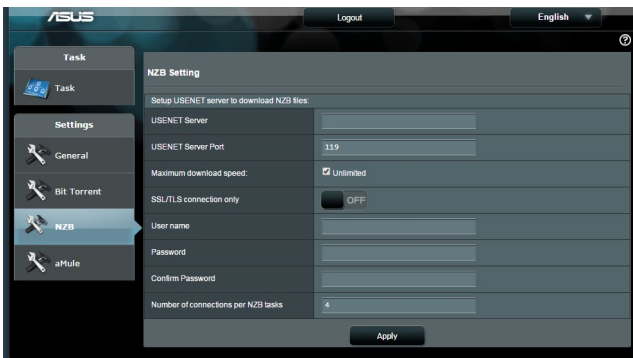 ASUS
Logout
English
?
Task
Task
Settings
General
Bit Torrent
NZB
aMule
NZB Setting
Setup USENET server to download NZB files:
USENET Server
USENET Server Port 119
Maximum download speed: Unlimited
SSL/TLS connection only OFF
User name
Password
Confirm Password
Number of connections per NZB tasks 4
Apply